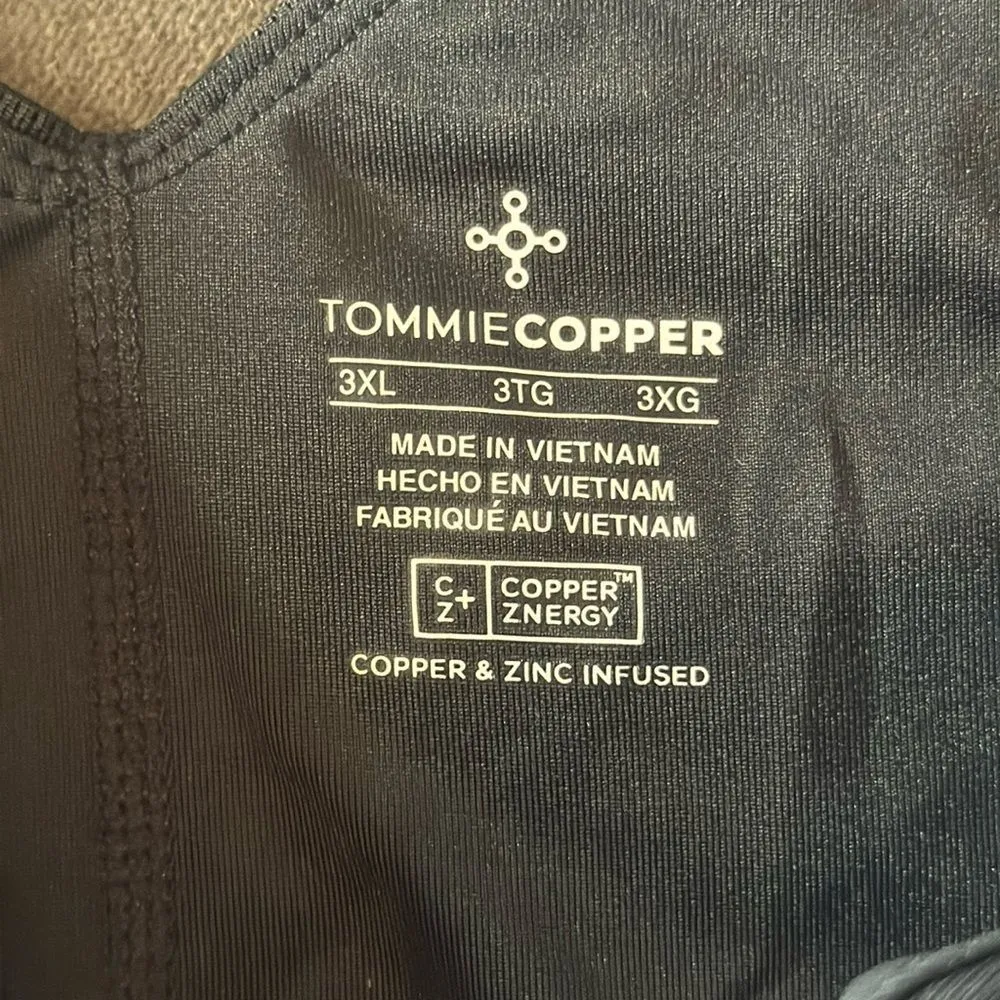 TOMMIECOPPER
3XL 3TG 3XG
MADE IN VIETNAM
HECHO EN VIETNAM
FABRIQUÉ AU VIETNAM
C+Z COPPER™
ZNERGY
COPPER & ZINC INFUSED